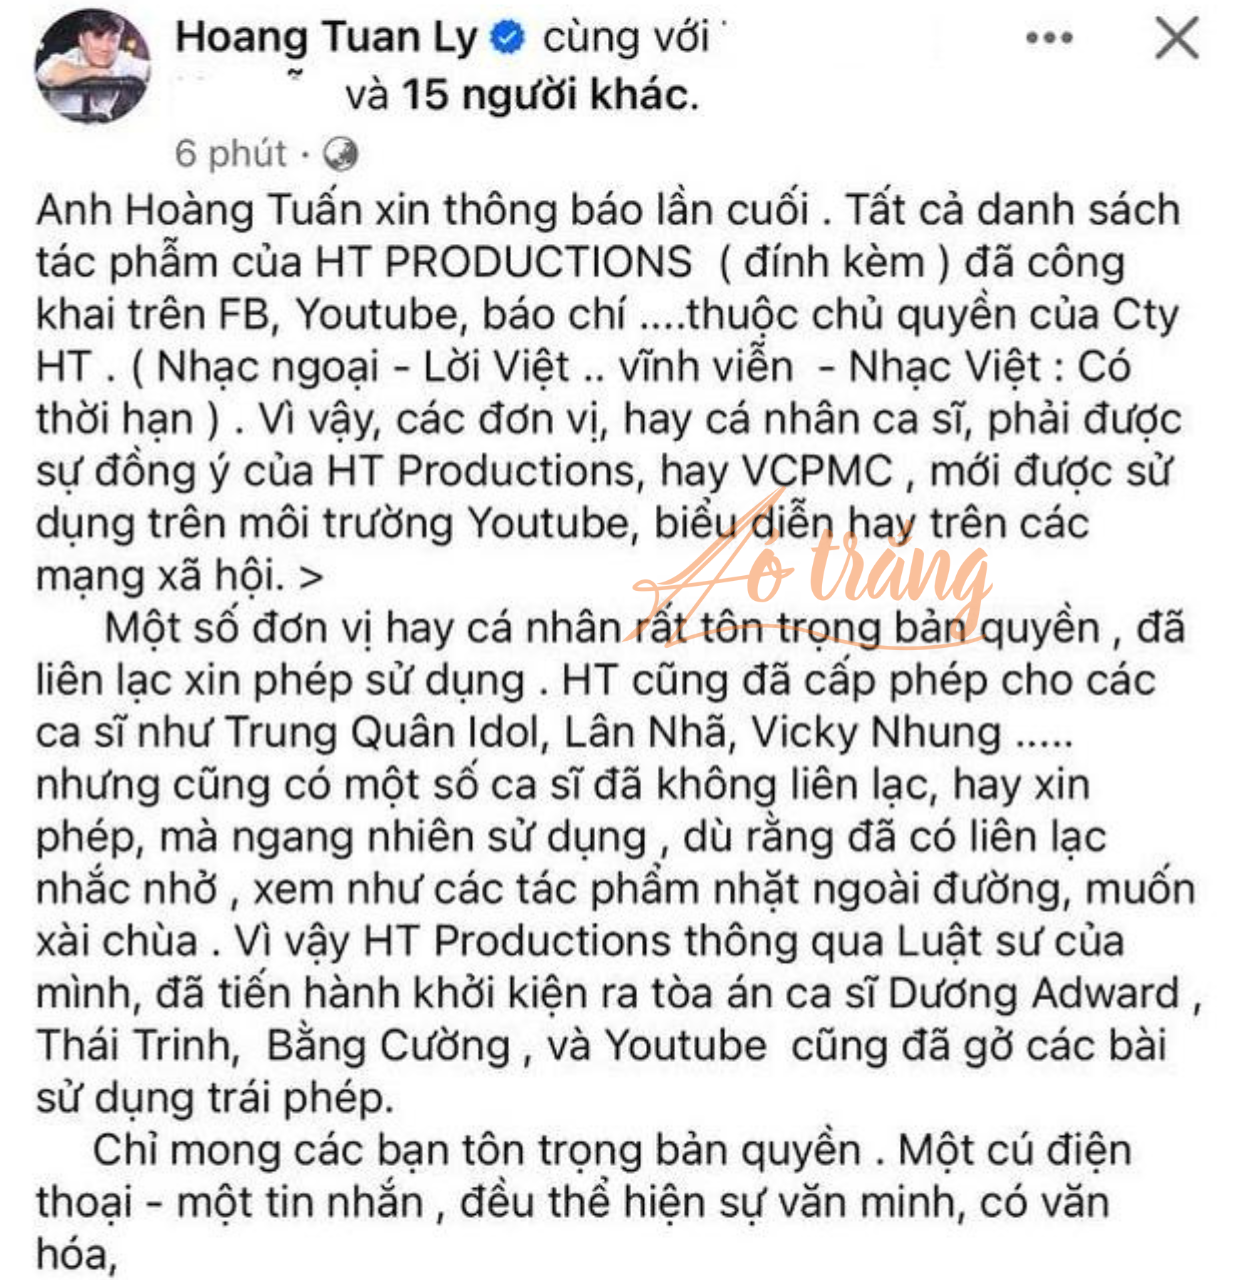 Hoang Tuan Ly cùng với
và 15 người khác.
6 phút ·
Anh Hoàng Tuấn xin thông báo lần cuối . Tất cả danh sách
tác phẫm của HT PRODUCTIONS ( đính kèm ) đã công
khai trên FB, Youtube, báo chí ....thuộc chủ quyền của Cty
HT . ( Nhạc ngoại - Lời Việt .. vĩnh viễn - Nhạc Việt : Có
thời hạn ) . Vì vậy, các đơn vị, hay cá nhân ca sĩ, phải được
sự đồng ý của HT Productions, hay VCPMC , mới được sử
dụng trên môi trường Youtube, biểu diễn hay trên các
mạng xã hội. >
Áo trắng
Một số đơn vị hay cá nhân rất tôn trọng bản quyền , đã
liên lạc xin phép sử dụng . HT cũng đã cấp phép cho các
ca sĩ như Trung Quân Idol, Lân Nhã, Vicky Nhung .....
nhưng cũng có một số ca sĩ đã không liên lạc, hay xin
phép, mà ngang nhiên sử dụng , dù rằng đã có liên lạc
nhắc nhở , xem như các tác phẩm nhặt ngoài đường, muốn
xài chùa . Vì vậy HT Productions thông qua Luật sư của
mình, đã tiến hành khởi kiện ra tòa án ca sĩ Dương Adward ,
Thái Trinh, Bằng Cường , và Youtube cũng đã gở các bài
sử dụng trái phép.
Chỉ mong các bạn tôn trọng bản quyền . Một cú điện
thoại - một tin nhắn , đều thể hiện sự văn minh, có văn
hóa,